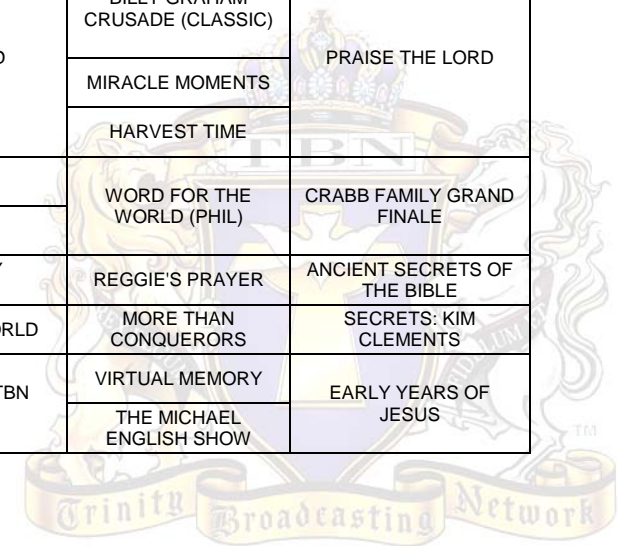 CRUSADE (CLASSIC)
PRAISE THE LORD
MIRACLE MOMENTS
HARVEST TIME
TBN
WORD FOR THE
WORLD (PHIL)
CRABB FAMILY GRAND
FINALE
REGGIE'S PRAYER
ANCIENT SECRETS OF
THE BIBLE
MORE THAN
CONQUERORS
SECRETS: KIM
CLEMENTS
TBN
VIRTUAL MEMORY
THE MICHAEL
ENGLISH SHOW
EARLY YEARS OF
JESUS
TM
Trinity Broadcasting Network